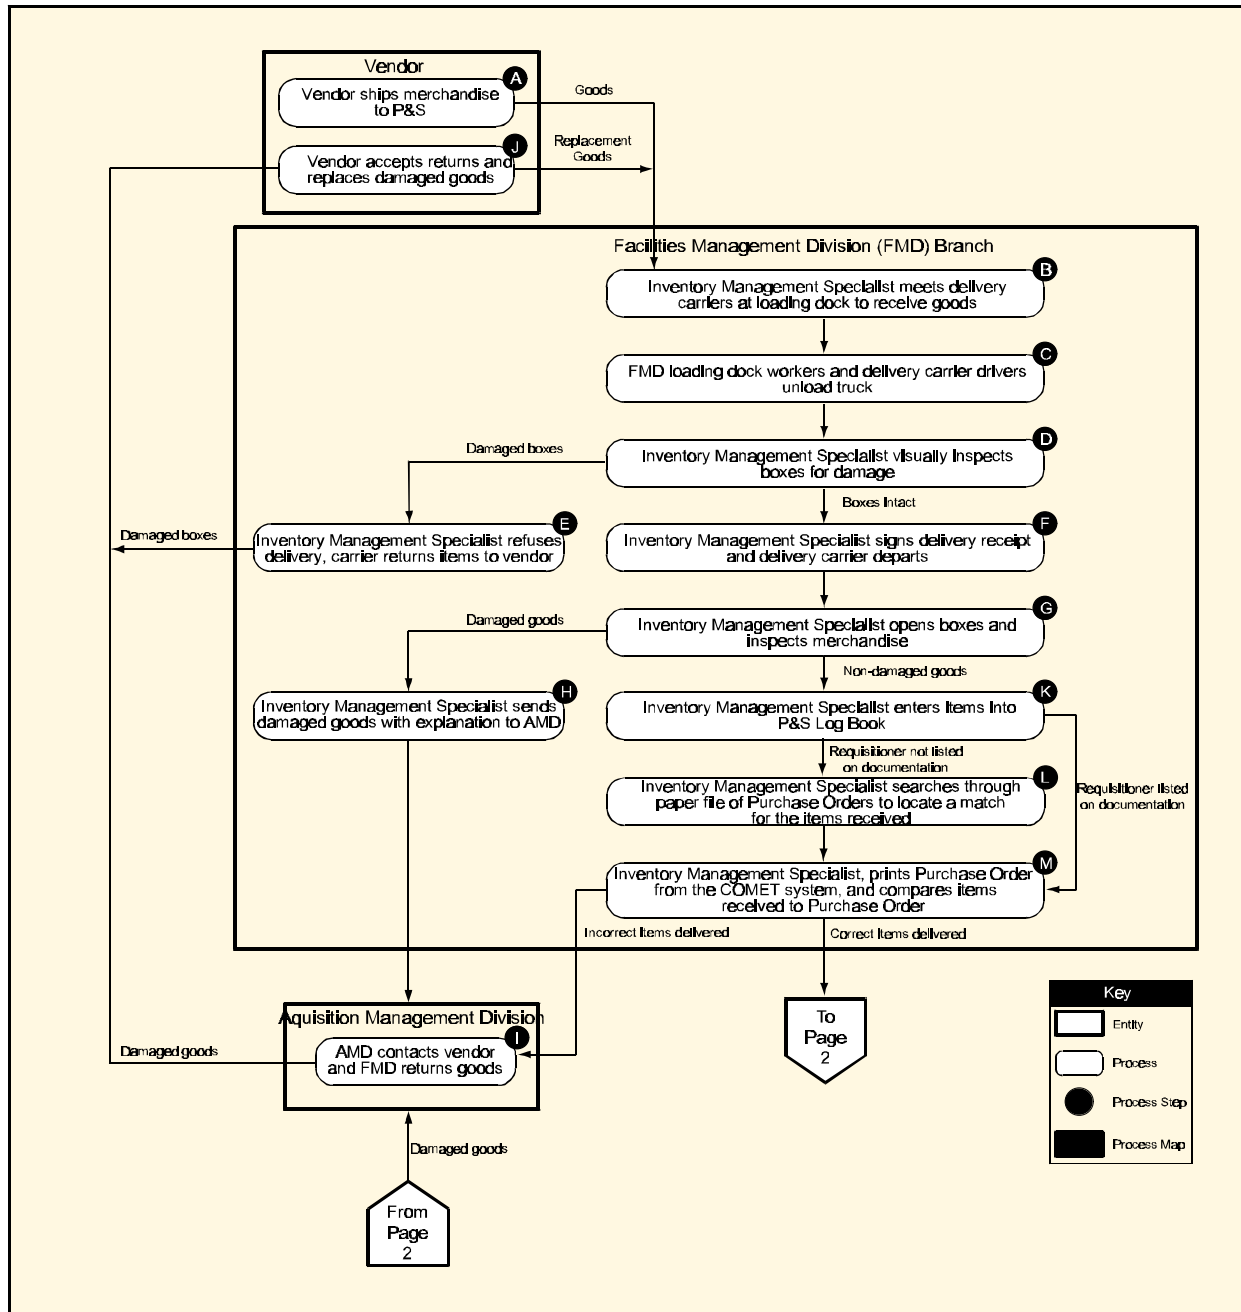 Vendor
A
Vendor ships merchandise
to P&S
Goods
J
Vendor accepts returns and
replaces damaged goods
Replacement
Goods
Facilities Management Division (FMD) Branch
B
Inventory Management Specialist meets delivery
carriers at loading dock to receive goods
C
FMD loading dock workers and delivery carrier drivers
unload truck
D
Inventory Management Specialist visually inspects
boxes for damage
Damaged boxes
Boxes Intact
E
Inventory Management Specialist refuses
delivery, carrier returns items to vendor
Damaged boxes
F
Inventory Management Specialist signs delivery receipt
and delivery carrier departs
G
Inventory Management Specialist opens boxes and
inspects merchandise
Damaged goods
Non-damaged goods
H
Inventory Management Specialist sends
damaged goods with explanation to AMD
K
Inventory Management Specialist enters items into
P&S Log Book
Requisitioner not listed
on documentation
Requisitioner listed
on documentation
L
Inventory Management Specialist searches through
paper file of Purchase Orders to locate a match
for the items received
M
Inventory Management Specialist, prints Purchase Order
from the COMET system, and compares items
received to Purchase Order
Incorrect items delivered
Correct items delivered
Aquisition Management Division
I
AMD contacts vendor
and FMD returns goods
Damaged goods
To
Page
2
Damaged goods
From
Page
2
Key
Entity
Process
Process Step
Process Map